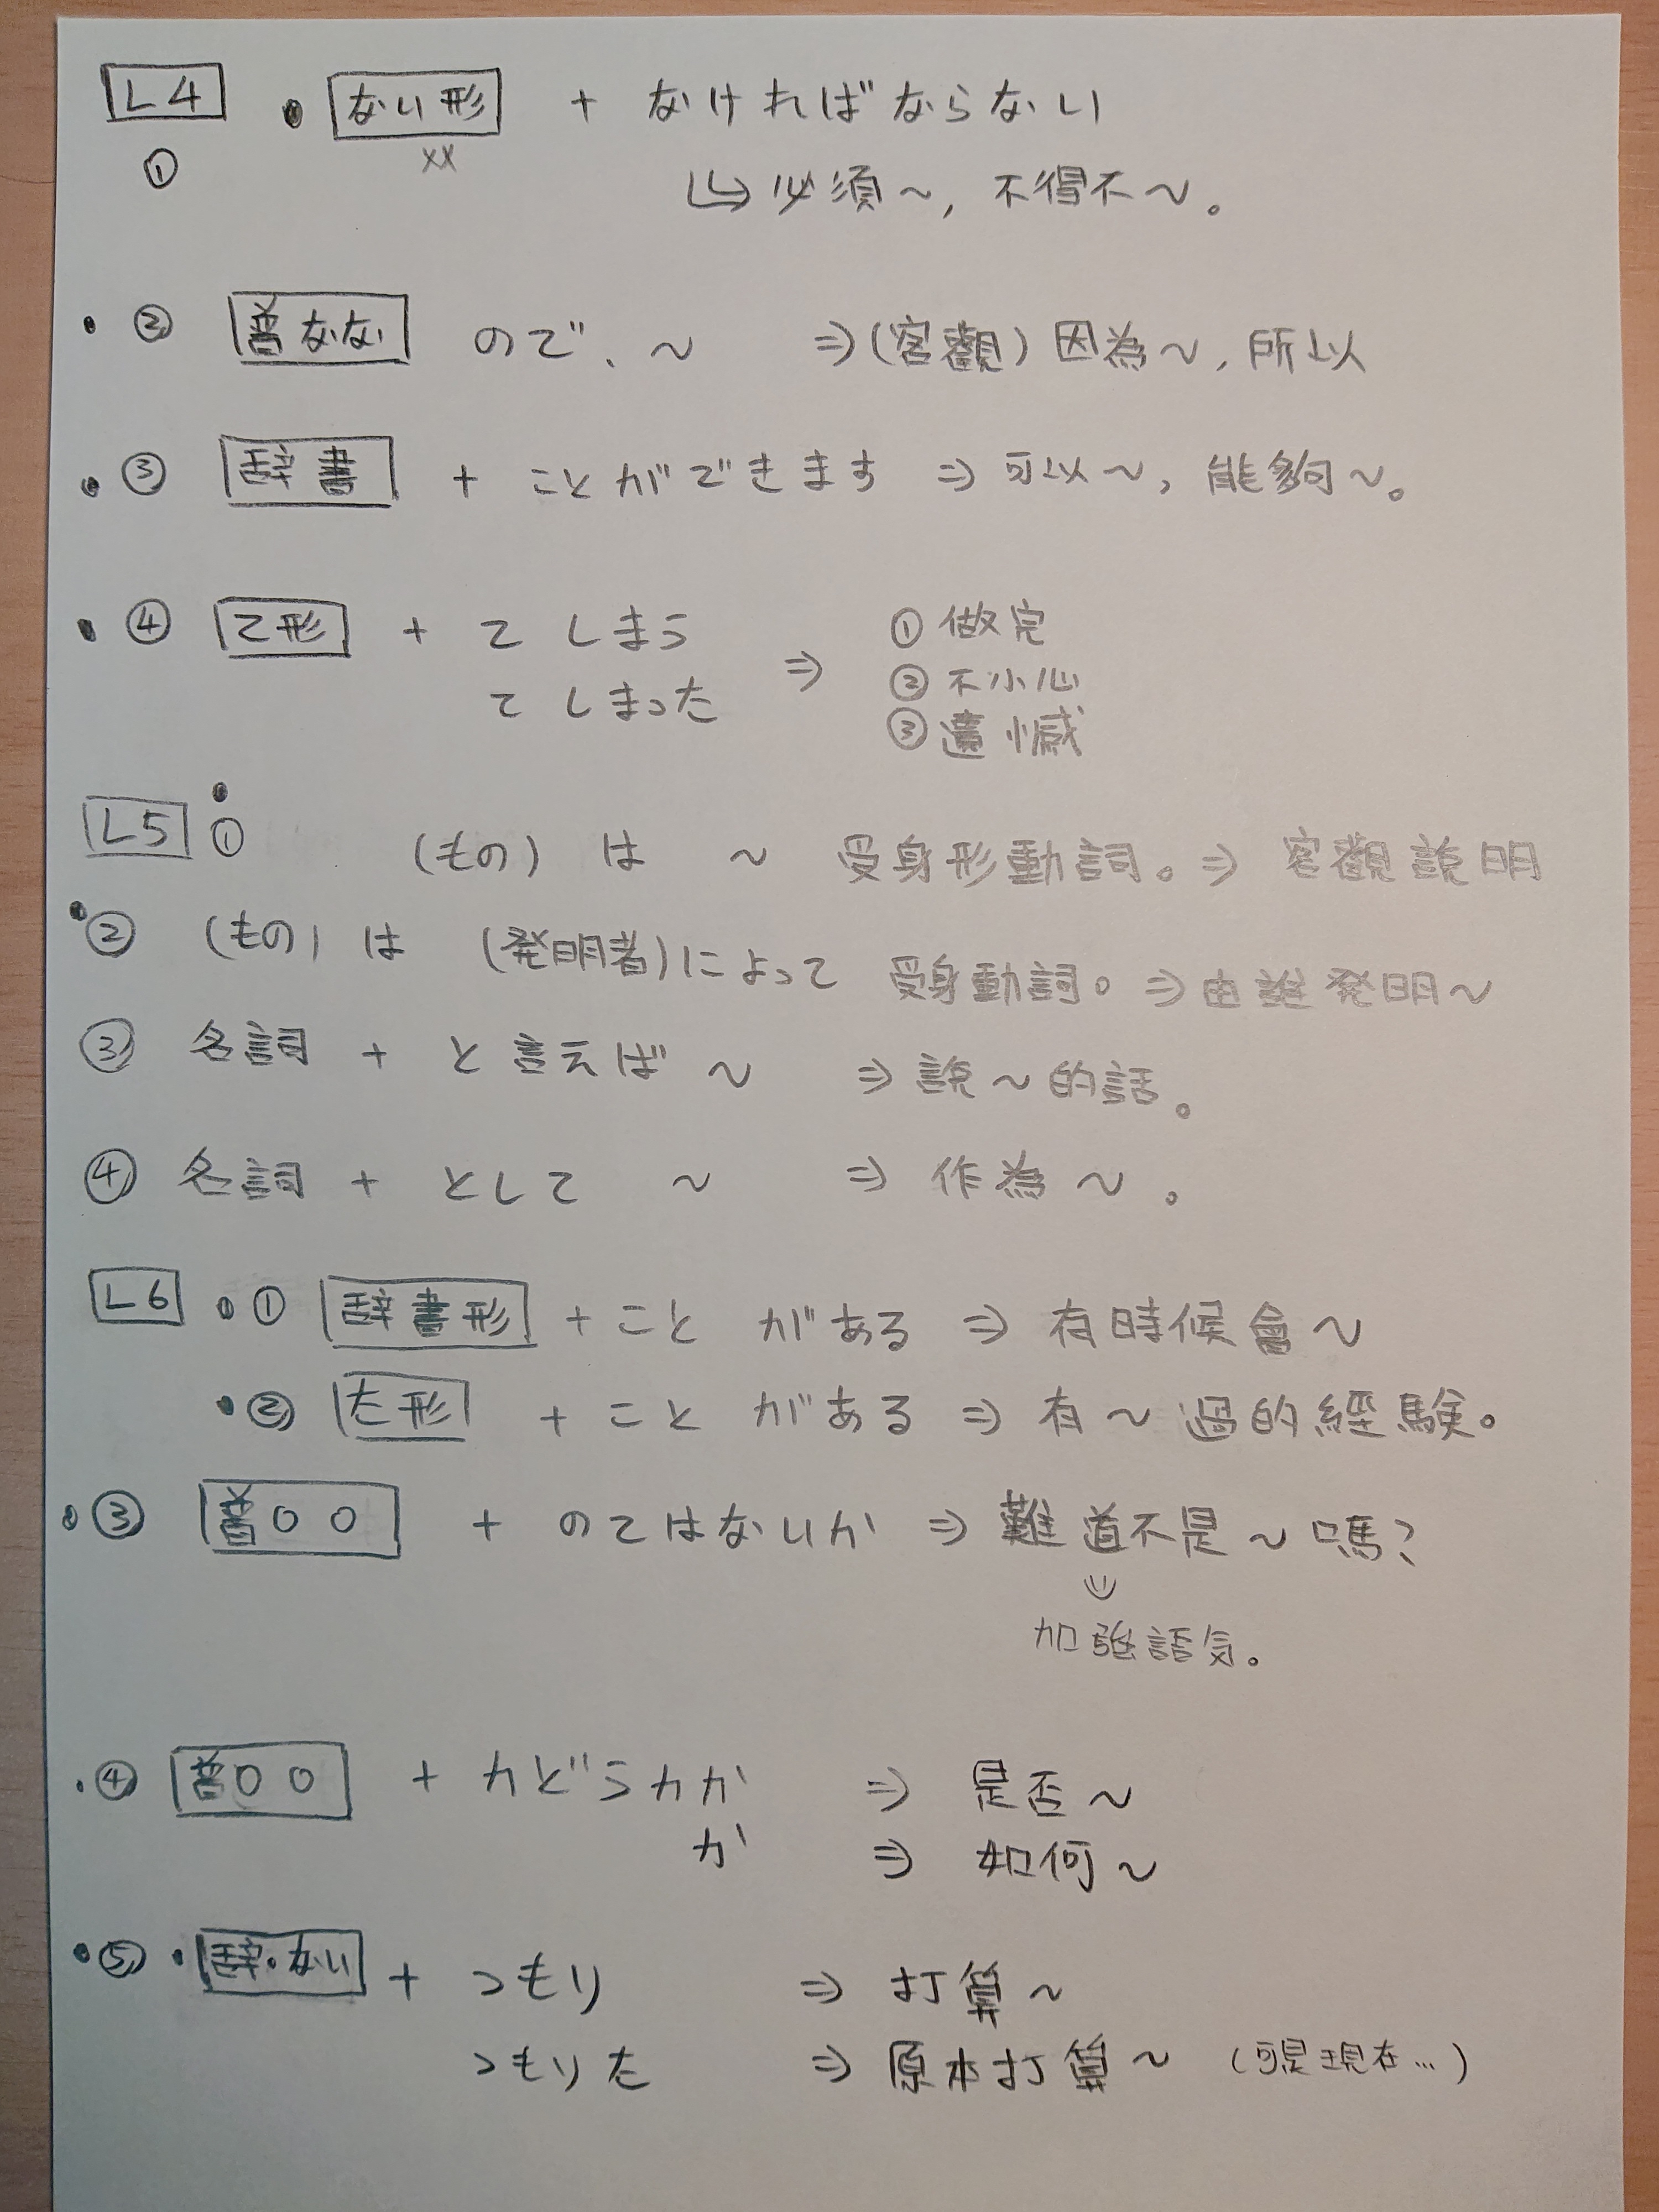 L4 • ない形 + なければならない
① xx ↳ 必須～, 不得不～。
• ② 普なな ので、～ ⇒(客觀) 因為～, 所以
• ③ 辞書 + ことができます ⇒ 可以～, 能夠～。
• ④ て形 + てしまう ⇒ ① 做完
てしまった ② 不小心
③ 遺憾
L5 • ① (もの) は ～ 受身形動詞。⇒ 客觀說明
• ② (もの) は (発明者)によって 受身動詞。⇒ 由誰発明～
③ 名詞 + と言えば ～ ⇒ 說～的話。
④ 名詞 + として ～ ⇒ 作為～。
L6 • ① 辞書形 + こと がある ⇒ 有時候會～
• ② た形 + こと がある ⇒ 有～過的經験。
• ③ 普○○ + のてはないか ⇒ 難道不是～嗎?
⇓
加強語気。
• ④ 普○○ + かどうかか ⇒ 是否～
か ⇒ 如何～
• ⑤ • 辞・ない + つもり ⇒ 打算～
つもりた ⇒ 原本打算～ (可是現在…)